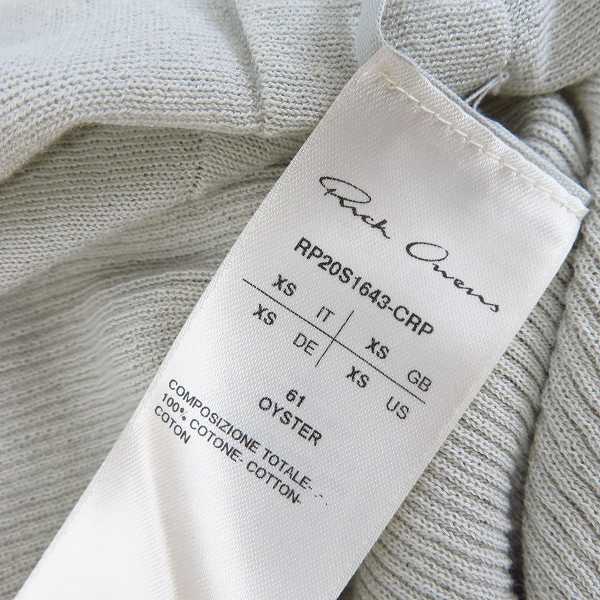 Rick Owens
RP20S1643-CRP
XS IT XS GB
XS DE XS US
61
OYSTER
COMPOSIZIONE TOTALE- . -
100% COTONE- COTTON-
COTON